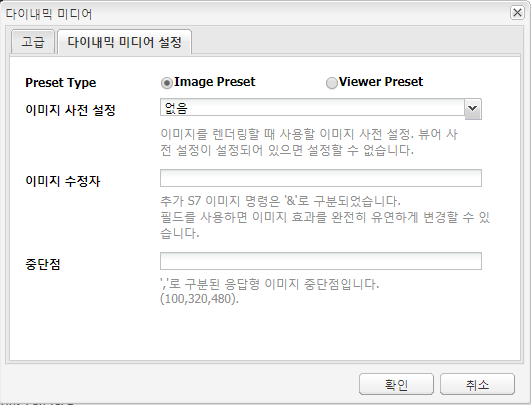 다이내믹 미디어
고급 다이내믹 미디어 설정
Preset Type Image Preset Viewer Preset
이미지 사전 설정 없음
이미지를 렌더링할 때 사용할 이미지 사전 설정. 뷰어 사
전 설정이 설정되어 있으면 설정할 수 없습니다.
이미지 수정자
추가 S7 이미지 명령은 '&'로 구분되었습니다.
필드를 사용하면 이미지 효과를 완전히 유연하게 변경할 수 있
습니다.
중단점
','로 구분된 응답형 이미지 중단점입니다.
(100,320,480).
확인 취소